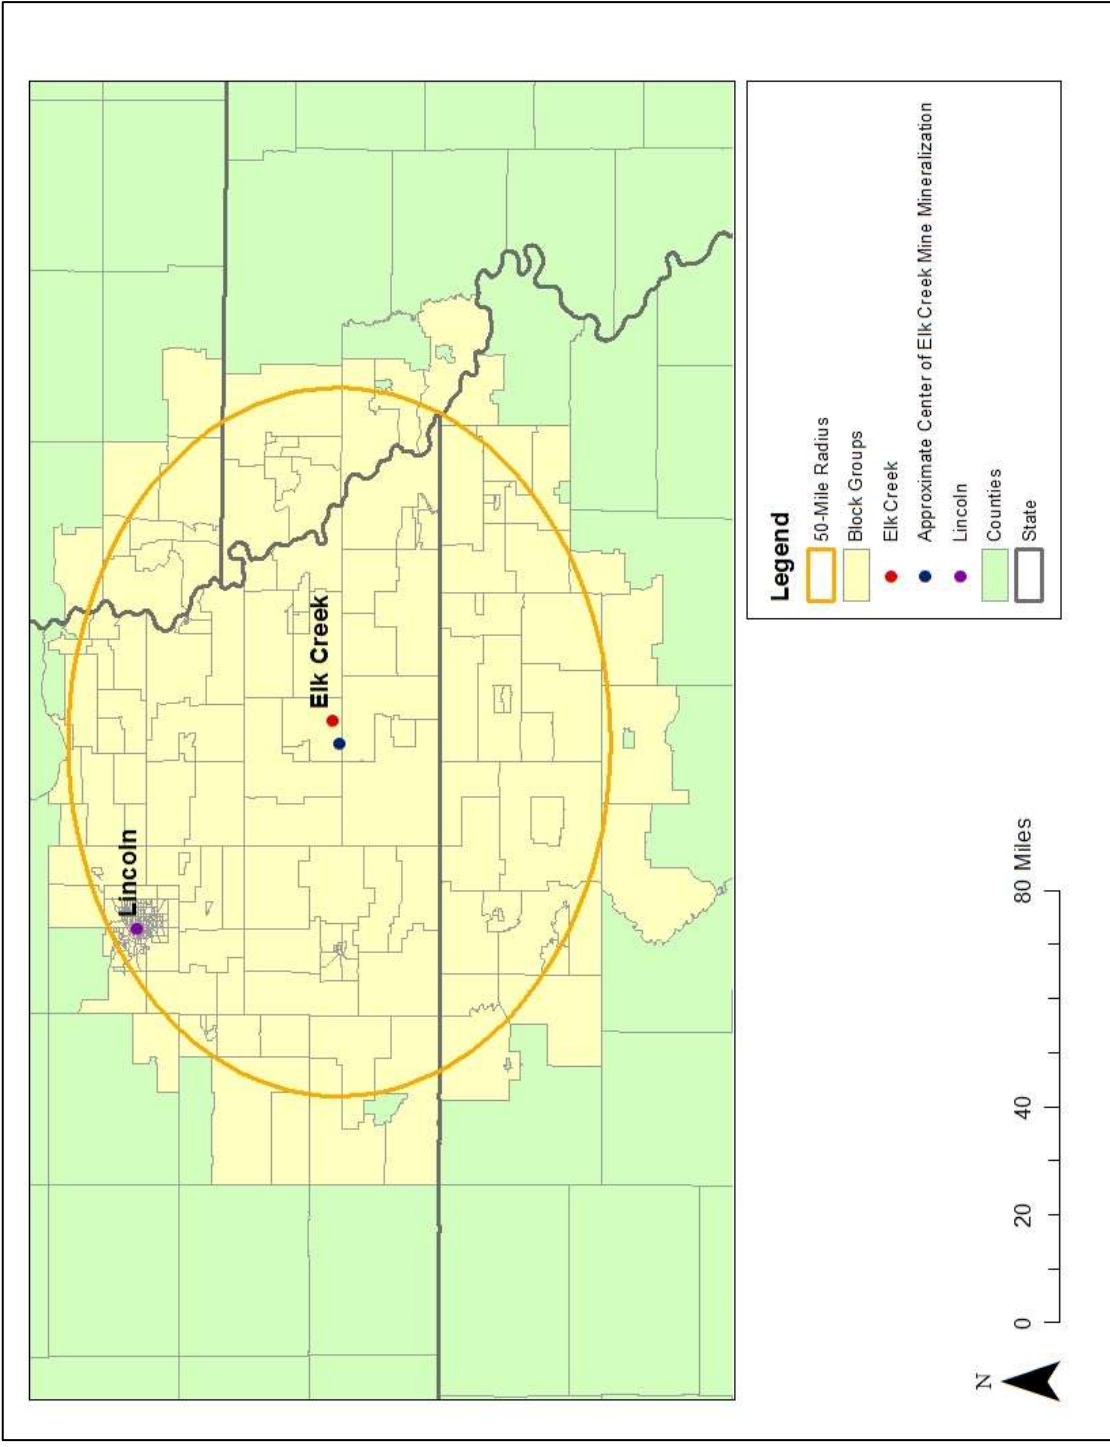 Lincoln
Elk Creek
Legend
50-Mile Radius
Block Groups
Elk Creek
Approximate Center of Elk Creek Mine Mineralization
Lincoln
Counties
State
N
0 20 40 80 Miles